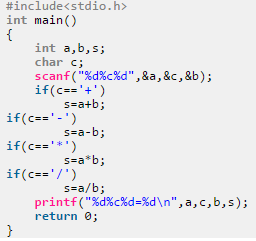 #include<stdio.h>
int main()
{
    int a,b,s;
    char c;
    scanf("%d%c%d",&a,&c,&b);
    if(c=='+')
        s=a+b;
if(c=='-')
        s=a-b;
if(c=='*')
        s=a*b;
if(c=='/')
        s=a/b;
    printf("%d%c%d=%d\n",a,c,b,s);
    return 0;
}